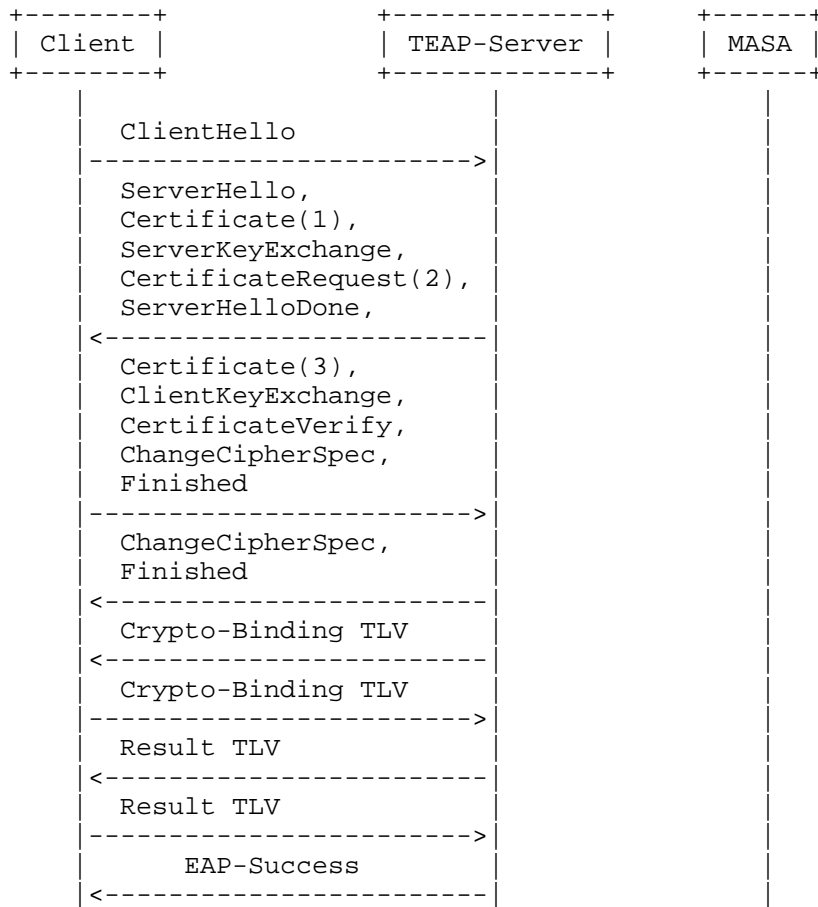 Client TEAP-Server MASA
ClientHello
ServerHello,
Certificate(1),
ServerKeyExchange,
CertificateRequest(2),
ServerHelloDone,
Certificate(3),
ClientKeyExchange,
CertificateVerify,
ChangeCipherSpec,
Finished
ChangeCipherSpec,
Finished
Crypto-Binding TLV
Crypto-Binding TLV
Result TLV
Result TLV
EAP-Success